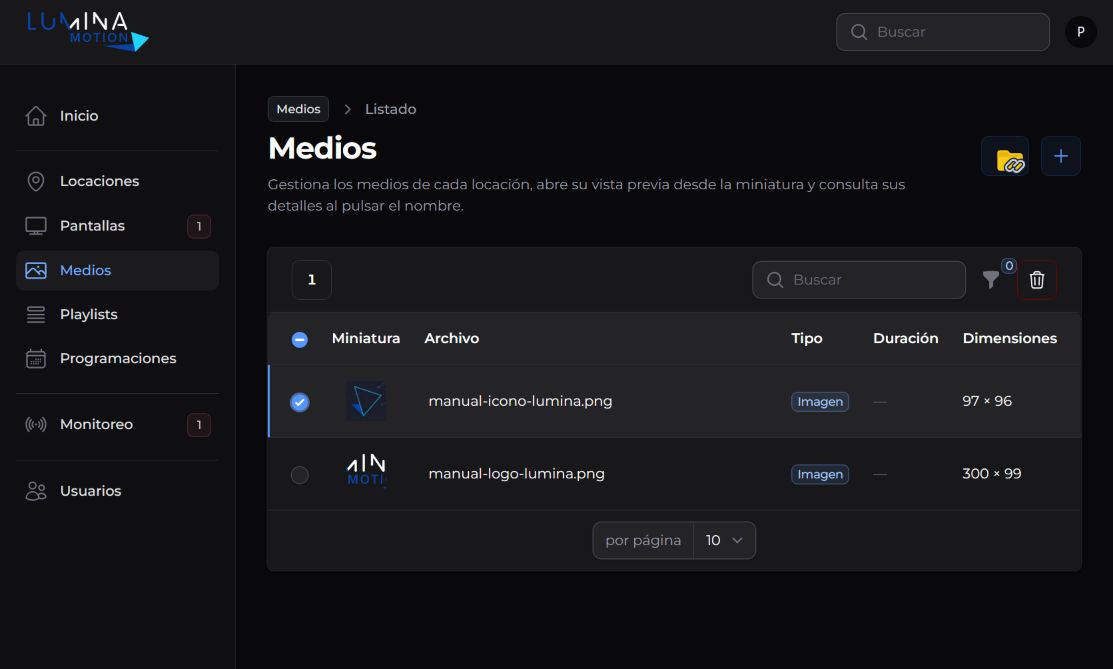 LUMINA
MOTION
Buscar
P
Inicio
Locaciones
Pantallas 1
Medios
Playlists
Programaciones
Monitoreo 1
Usuarios
Medios > Listado
Medios
Gestiona los medios de cada locación, abre su vista previa desde la miniatura y consulta sus
detalles al pulsar el nombre.
1 Buscar 0
Miniatura Archivo Tipo Duración Dimensiones
manual-icono-lumina.png Imagen — 97 × 96
MIN
MOTI
manual-logo-lumina.png Imagen — 300 × 99
por página 10